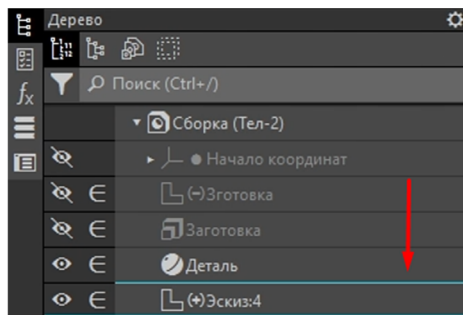 Дерево
Поиск (Ctrl+/)
Сборка (Тел-2)
Начало координат
(-)Зготовка
Заготовка
Деталь
(+)Эскиз:4